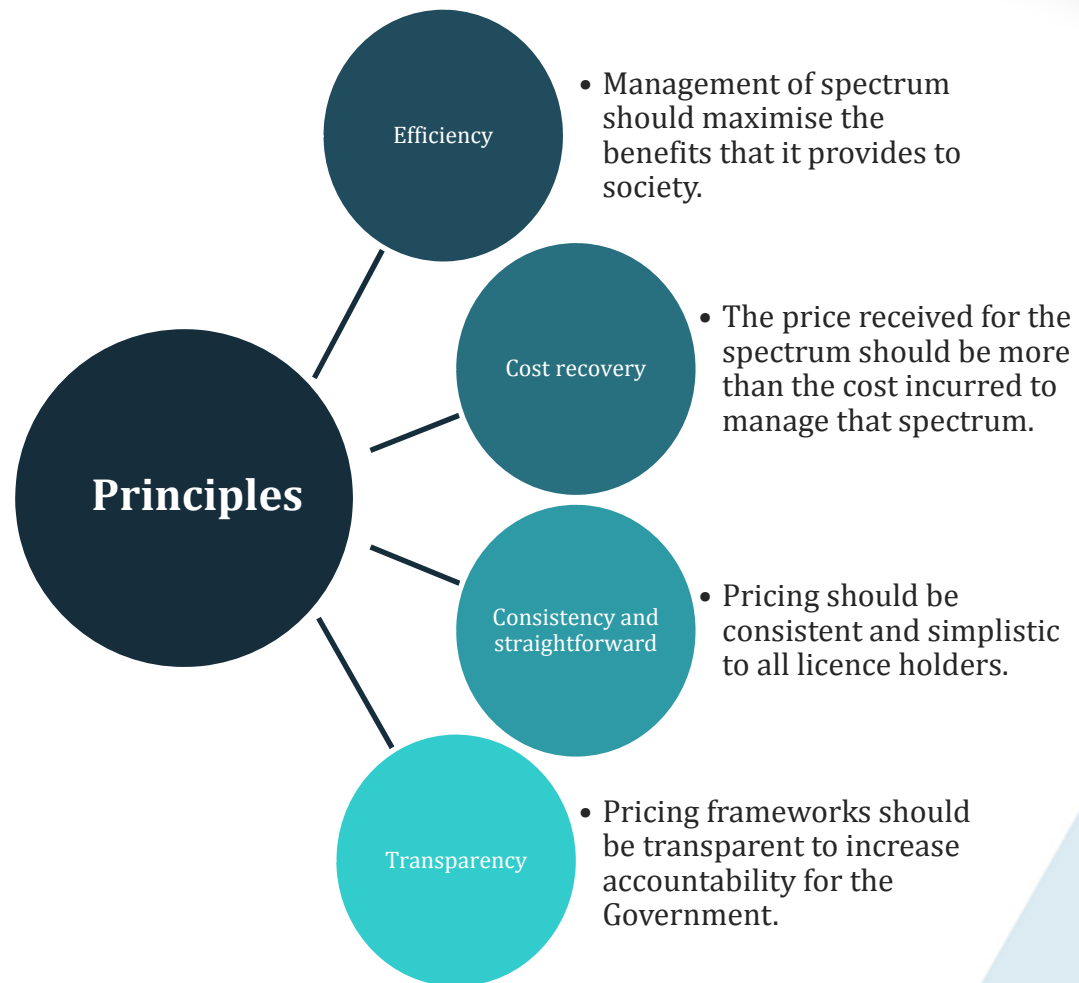 Principles
Efficiency
• Management of spectrum
should maximise the
benefits that it provides to
society.
Cost recovery
• The price received for the
spectrum should be more
than the cost incurred to
manage that spectrum.
Consistency and
straightforward
• Pricing should be
consistent and simplistic
to all licence holders.
Transparency
• Pricing frameworks should
be transparent to increase
accountability for the
Government.